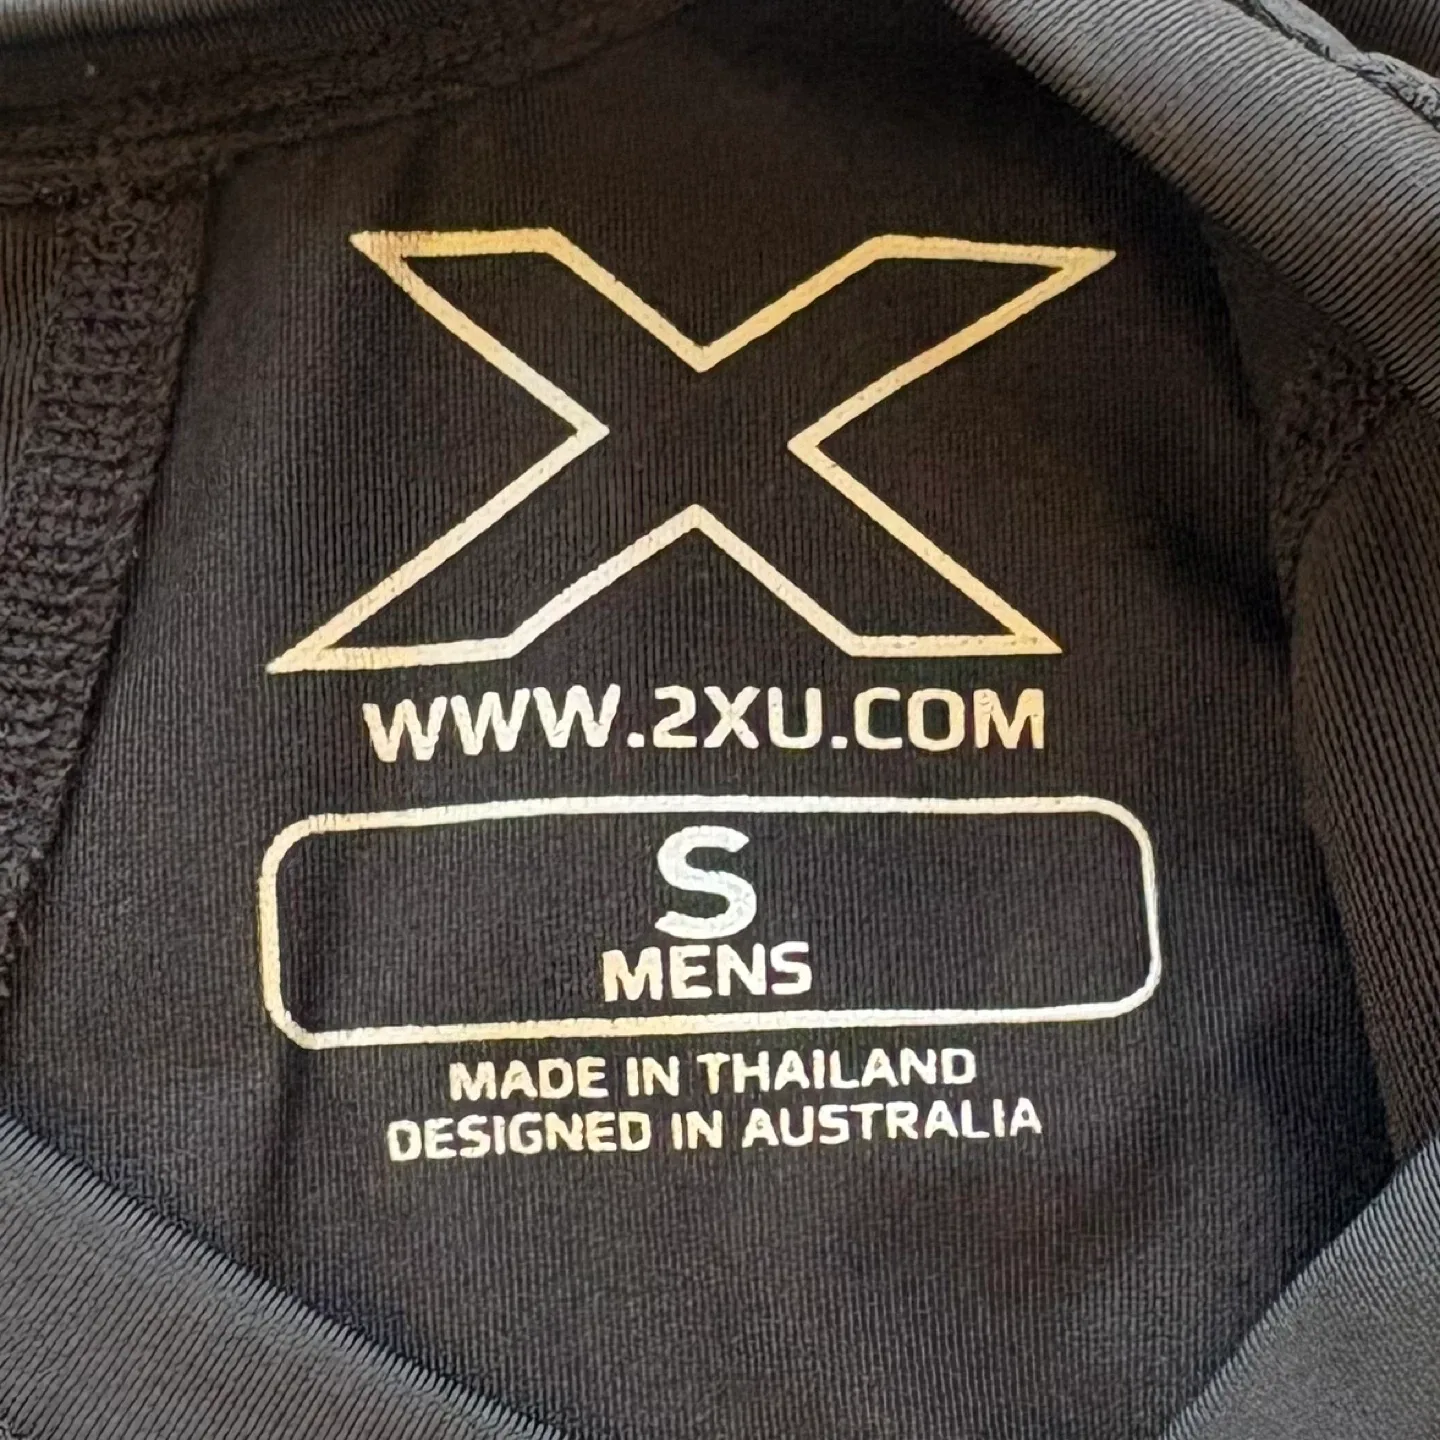 X
WWW.2XU.COM
S
MENS
MADE IN THAILAND
DESIGNED IN AUSTRALIA